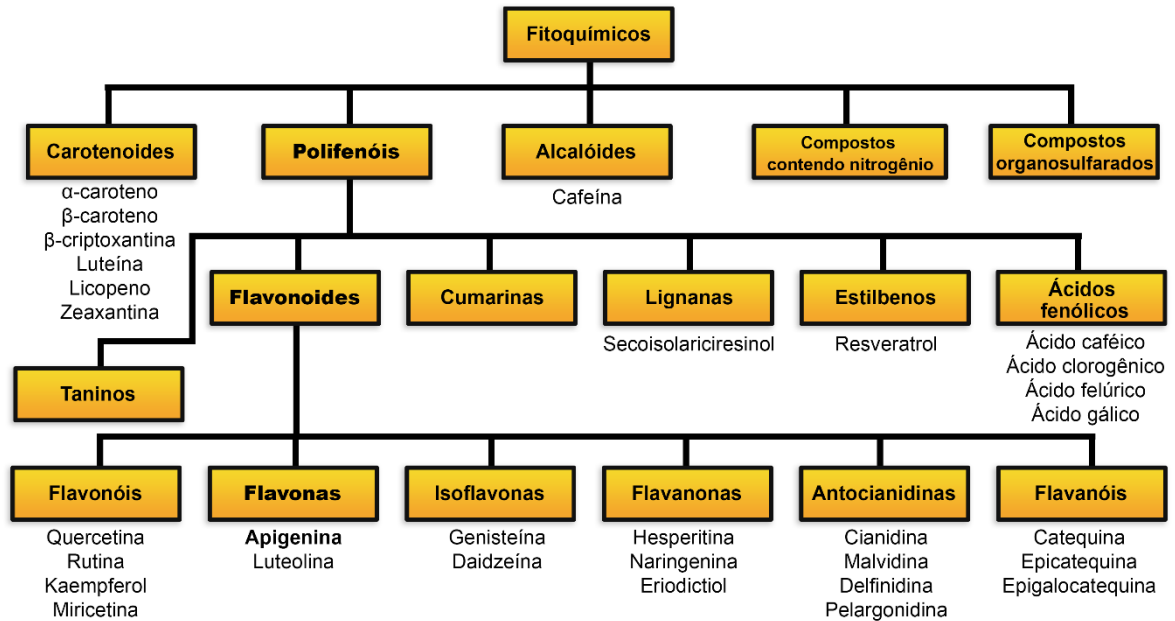 Fitoquímicos
Carotenoides
α-caroteno
β-caroteno
β-criptoxantina
Luteína
Licopeno
Zeaxantina
Polifenóis
Alcalóides
Cafeína
Compostos
contendo nitrogênio
Compostos
organosulfarados
Taninos
Flavonoides
Cumarinas
Lignanas
Secoisolariciresinol
Estilbenos
Resveratrol
Ácidos
fenólicos
Ácido caféico
Ácido clorogênico
Ácido felúrico
Ácido gálico
Flavonóis
Quercetina
Rutina
Kaempferol
Miricetina
Flavonas
Apigenina
Luteolina
Isoflavonas
Genisteína
Daidzeína
Flavanonas
Hesperitina
Naringenina
Eriodictiol
Antocianidinas
Cianidina
Malvidina
Delfinidina
Pelargonidina
Flavanóis
Catequina
Epicatequina
Epigalocatequina